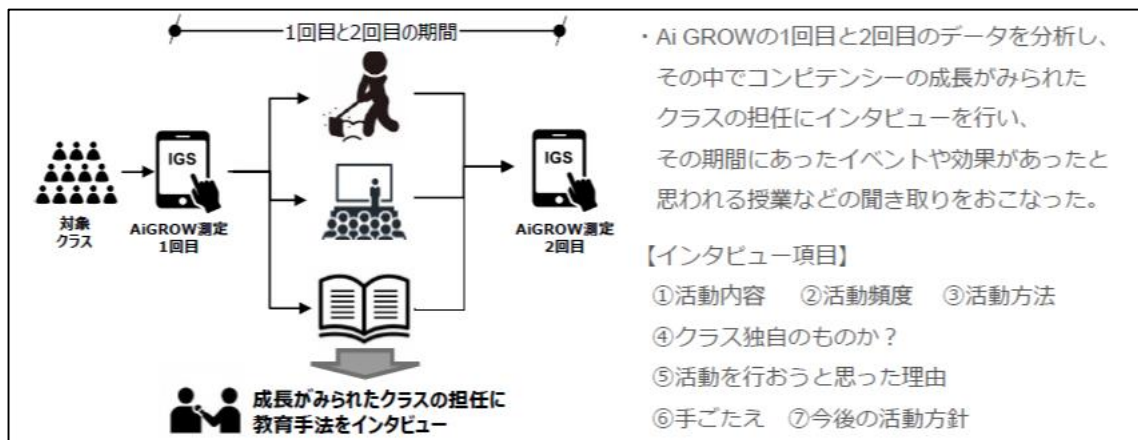 1回目と2回目の期間
IGS
IGS
対象
クラス
AiGROW測定
1回目
AiGROW測定
2回目
成長がみられたクラスの担任に
教育手法をインタビュー
・Ai GROWの1回目と2回目のデータを分析し、
その中でコンピテンシーの成長がみられた
クラスの担任にインタビューを行い、
その期間にあったイベントや効果があったと
思われる授業などの聞き取りをおこなった。
【インタビュー項目】
①活動内容 ②活動頻度 ③活動方法
④クラス独自のものか？
⑤活動を行おうと思った理由
⑥手ごたえ ⑦今後の活動方針